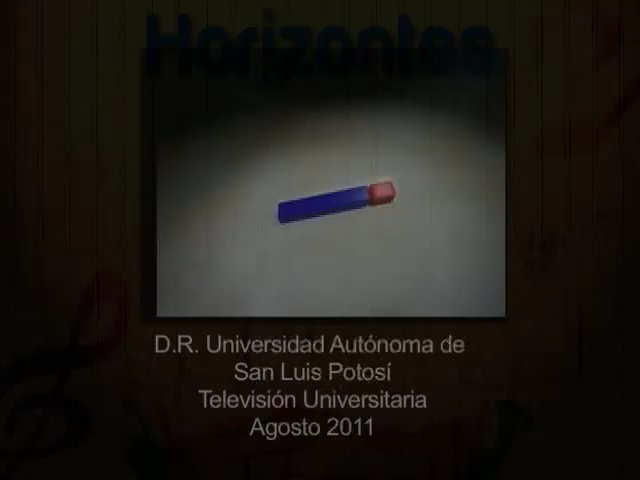 Horizontes
D.R. Universidad Autónoma de
San Luis Potosí
Televisión Universitaria
Agosto 2011